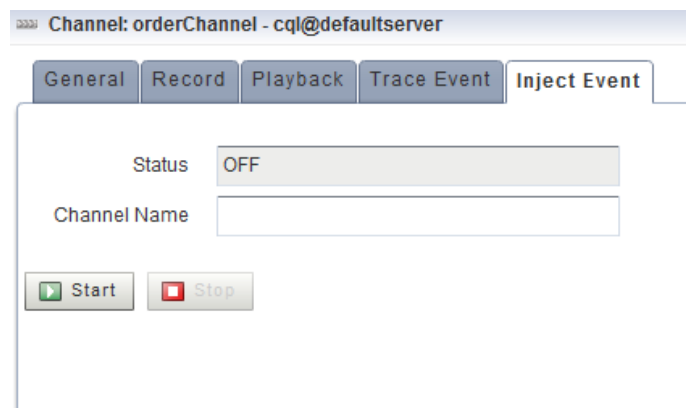 Channel: orderChannel - cql@defaultserver
General Record Playback Trace Event Inject Event
Status OFF
Channel Name
Start Stop